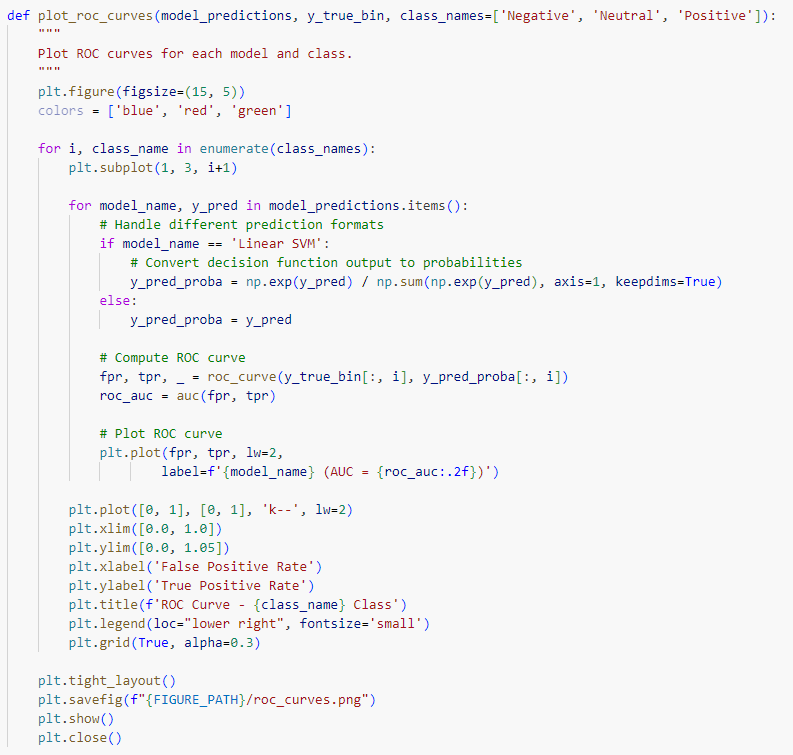 def plot_roc_curves(model_predictions, y_true_bin, class_names=['Negative', 'Neutral', 'Positive']):
    """
    Plot ROC curves for each model and class.
    """
    plt.figure(figsize=(15, 5))
    colors = ['blue', 'red', 'green']

    for i, class_name in enumerate(class_names):
        plt.subplot(1, 3, i+1)

        for model_name, y_pred in model_predictions.items():
            # Handle different prediction formats
            if model_name == 'Linear SVM':
                # Convert decision function output to probabilities
                y_pred_proba = np.exp(y_pred) / np.sum(np.exp(y_pred), axis=1, keepdims=True)
            else:
                y_pred_proba = y_pred

            # Compute ROC curve
            fpr, tpr, _ = roc_curve(y_true_bin[:, i], y_pred_proba[:, i])
            roc_auc = auc(fpr, tpr)

            # Plot ROC curve
            plt.plot(fpr, tpr, lw=2,
                    label=f'{model_name} (AUC = {roc_auc:.2f})')

        plt.plot([0, 1], [0, 1], 'k--', lw=2)
        plt.xlim([0.0, 1.0])
        plt.ylim([0.0, 1.05])
        plt.xlabel('False Positive Rate')
        plt.ylabel('True Positive Rate')
        plt.title(f'ROC Curve - {class_name} Class')
        plt.legend(loc="lower right", fontsize='small')
        plt.grid(True, alpha=0.3)

    plt.tight_layout()
    plt.savefig(f"{FIGURE_PATH}/roc_curves.png")
    plt.show()
    plt.close()